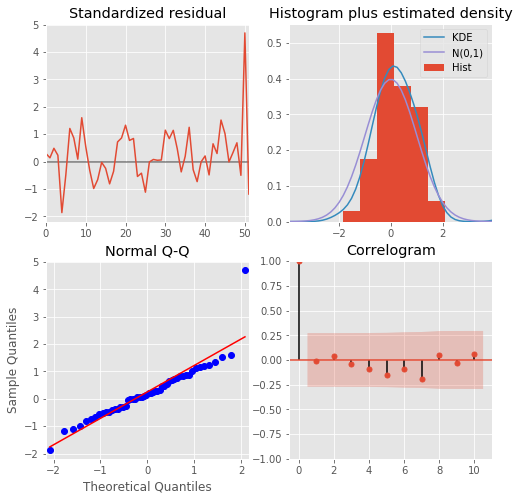 Standardized residual
5
4
3
2
1
0
−1
−2
0 10 20 30 40 50
Histogram plus estimated density
KDE
N(0,1)
Hist
0.5
0.4
0.3
0.2
0.1
0.0
−2 0 2
Normal Q-Q
Sample Quantiles
5
4
3
2
1
0
−1
−2
−2 −1 0 1 2
Theoretical Quantiles
Correlogram
1.00
0.75
0.50
0.25
0.00
−0.25
−0.50
−0.75
−1.00
0 2 4 6 8 10